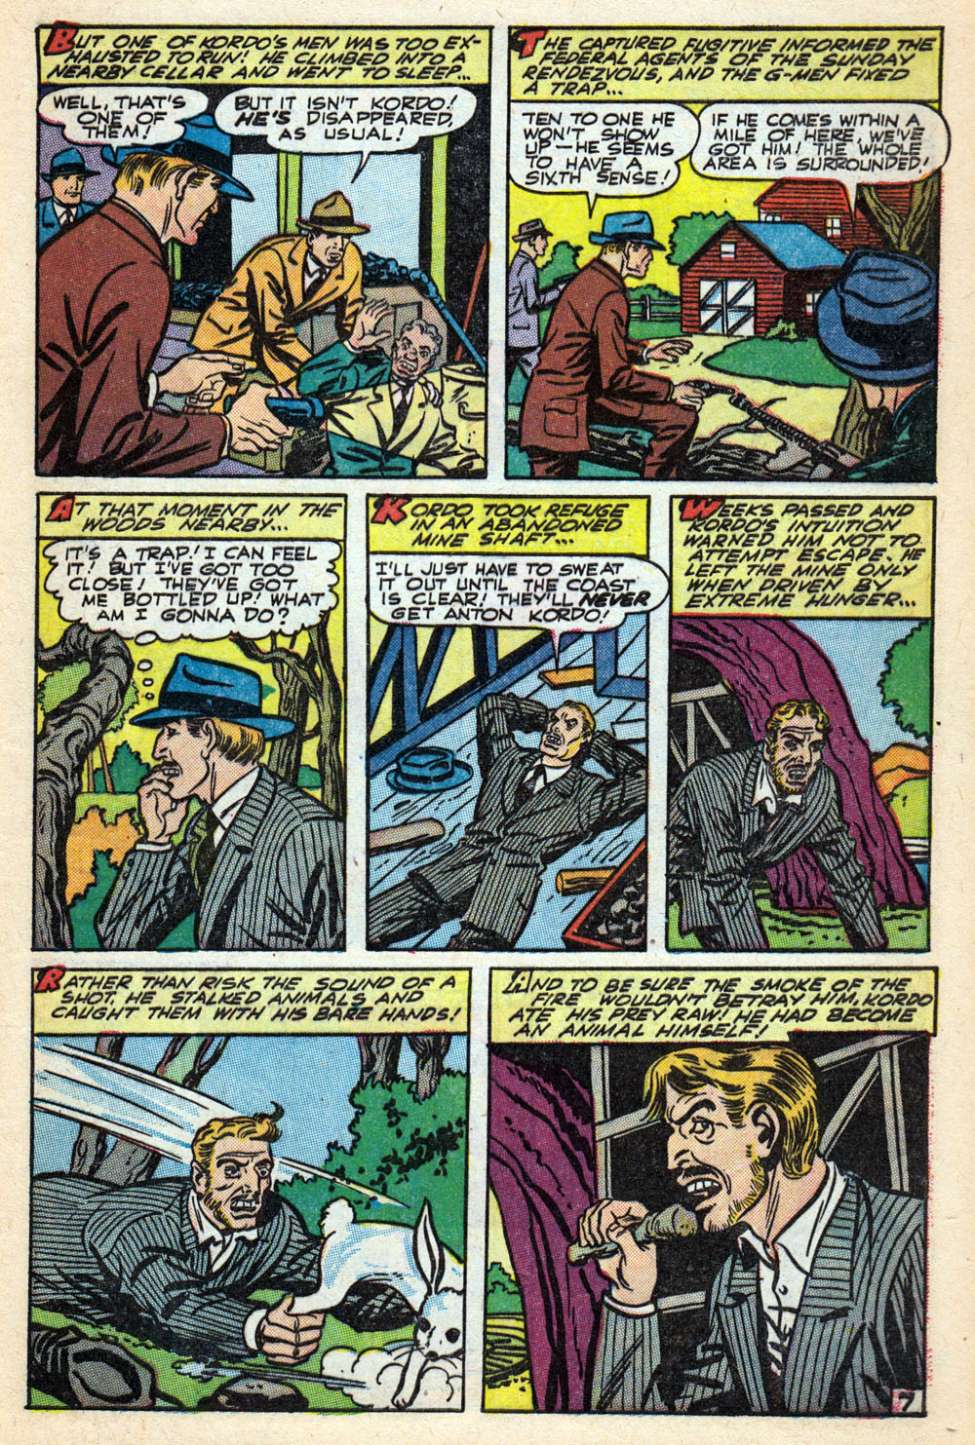 BUT ONE OF KORDO'S MEN WAS TOO EX-
HAUSTED TO RUN! HE CLIMBED INTO A
NEARBY CELLAR AND WENT TO SLEEP...
WELL, THAT'S
ONE OF
THEM!
BUT IT ISN'T KORDO!
HE'S DISAPPEARED,
AS USUAL!
THE CAPTURED FUGITIVE INFORMED THE
FEDERAL AGENTS OF THE SUNDAY
RENDEZVOUS, AND THE G-MEN FIXED
A TRAP...
TEN TO ONE HE
WON'T SHOW
UP—HE SEEMS
TO HAVE A
SIXTH SENSE!
IF HE COMES WITHIN A
MILE OF HERE, WE'VE
GOT HIM! THE WHOLE
AREA IS SURROUNDED!
AT THAT MOMENT IN THE
WOODS NEARBY...
IT'S A TRAP! I CAN FEEL
IT! BUT I'VE GOT TOO
CLOSE! THEY'VE GOT
ME BOTTLED UP! WHAT
AM I GONNA DO?
KORDO TOOK REFUGE
IN AN ABANDONED
MINE SHAFT...
I'LL JUST HAVE TO SWEAT
IT OUT UNTIL THE COAST
IS CLEAR! THEY'LL NEVER
GET ANTON KORDO!
WEEKS PASSED AND
KORDO'S INTUITION
WARNED HIM NOT TO
ATTEMPT ESCAPE. HE
LEFT THE MINE ONLY
WHEN DRIVEN BY
EXTREME HUNGER...
RATHER THAN RISK THE SOUND OF A
SHOT, HE STALKED ANIMALS AND
CAUGHT THEM WITH HIS BARE HANDS!
AND TO BE SURE THE SMOKE OF THE
FIRE WOULDN'T BETRAY HIM, KORDO
ATE HIS PREY RAW! HE HAD BECOME
AN ANIMAL HIMSELF!
7